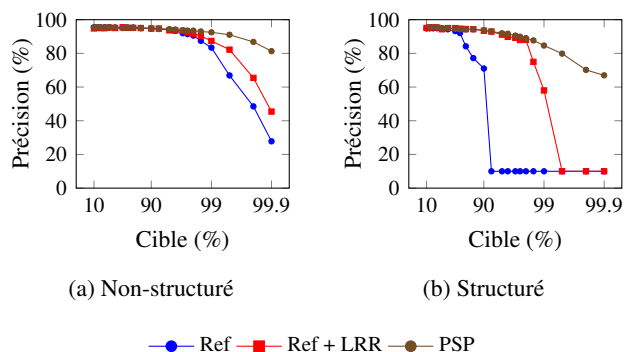 100
80
60
40
20
0
Précision (%)
10
90
99
99.9
Cible (%)
(a) Non-structuré
100
80
60
40
20
0
Précision (%)
10
90
99
99.9
Cible (%)
(b) Structuré
Ref
Ref + LRR
PSP